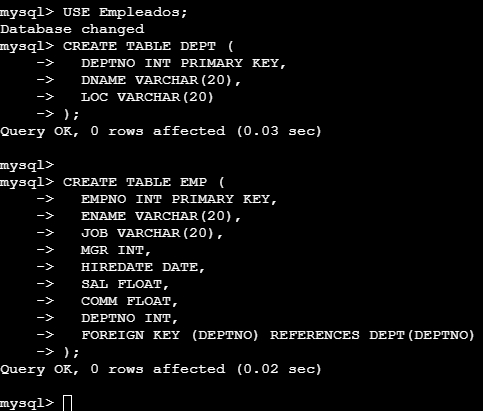 mysql> USE Empleados;
Database changed
mysql> CREATE TABLE DEPT (
    ->   DEPTNO INT PRIMARY KEY,
    ->   DNAME VARCHAR(20),
    ->   LOC VARCHAR(20)
    -> );
Query OK, 0 rows affected (0.03 sec)

mysql>
mysql> CREATE TABLE EMP (
    ->   EMPNO INT PRIMARY KEY,
    ->   ENAME VARCHAR(20),
    ->   JOB VARCHAR(20),
    ->   MGR INT,
    ->   HIREDATE DATE,
    ->   SAL FLOAT,
    ->   COMM FLOAT,
    ->   DEPTNO INT,
    ->   FOREIGN KEY (DEPTNO) REFERENCES DEPT(DEPTNO)
    -> );
Query OK, 0 rows affected (0.02 sec)

mysql>